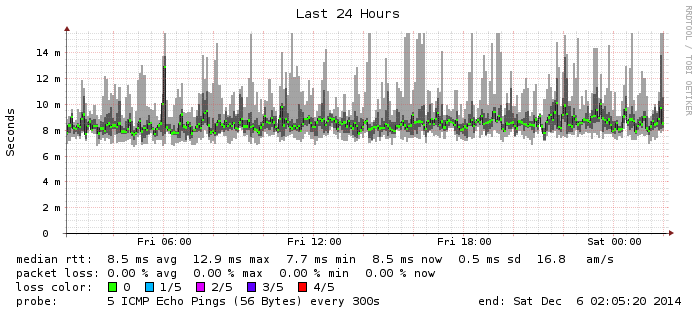 Last 24 Hours
RRDTOOL / TOBI OETIKER
Seconds
14 m
12 m
10 m
8 m
6 m
4 m
2 m
0
Fri 06:00 Fri 12:00 Fri 18:00 Sat 00:00
median rtt: 8.5 ms avg 12.9 ms max 7.7 ms min 8.5 ms now 0.5 ms sd 16.8 am/s
packet loss: 0.00 % avg 0.00 % max 0.00 % min 0.00 % now
loss color: 0 1/5 2/5 3/5 4/5
probe: 5 ICMP Echo Pings (56 Bytes) every 300s end: Sat Dec 6 02:05:20 2014